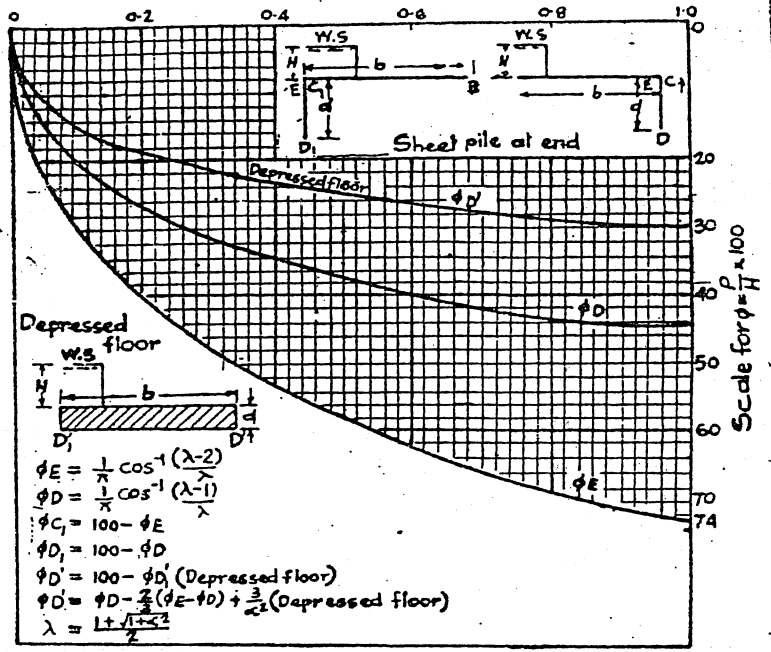 0 0.2 0.4 0.6 0.8 1.0
0
W.S
H
b
E
C₁
d
D₁
B
W.S
H
E
C
b
d
D
Sheet pile at end
Depressed floor
20
φD'
30
40
φD
50
60
φE
70
74
Scale for φ = P/H × 100
Depressed
floor
W.S
H
b
d
D'₁
D'
φE = 1/π cos⁻¹ (λ-2)/λ
φD = 1/π cos⁻¹ (λ-1)/λ
φC₁ = 100 - φE
φD₁ = 100 - φD
φD' = 100 - φD'₁ (Depressed floor)
φD' = φD - 2/3 (φE - φD) + 3/α² (Depressed floor)
λ = (1+√1+α²)/2